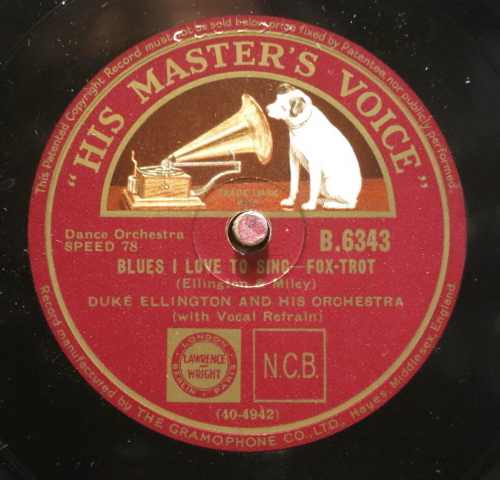 This Patented Copyright Record must not be sold below price fixed by Patentee, nor publicly performed.
"HIS MASTER'S VOICE"
TRADE MARK
Dance Orchestra
SPEED 78
B.6343
BLUES I LOVE TO SING—FOX-TROT
(Ellington & Miley)
DUKE ELLINGTON AND HIS ORCHESTRA
(with Vocal Refrain)
LONDON
LAWRENCE
AND
WRIGHT
BERLIN PARIS
N.C.B.
(40-4942)
Record manufactured by THE GRAMOPHONE CO., LTD., Hayes, Middlesex, England.